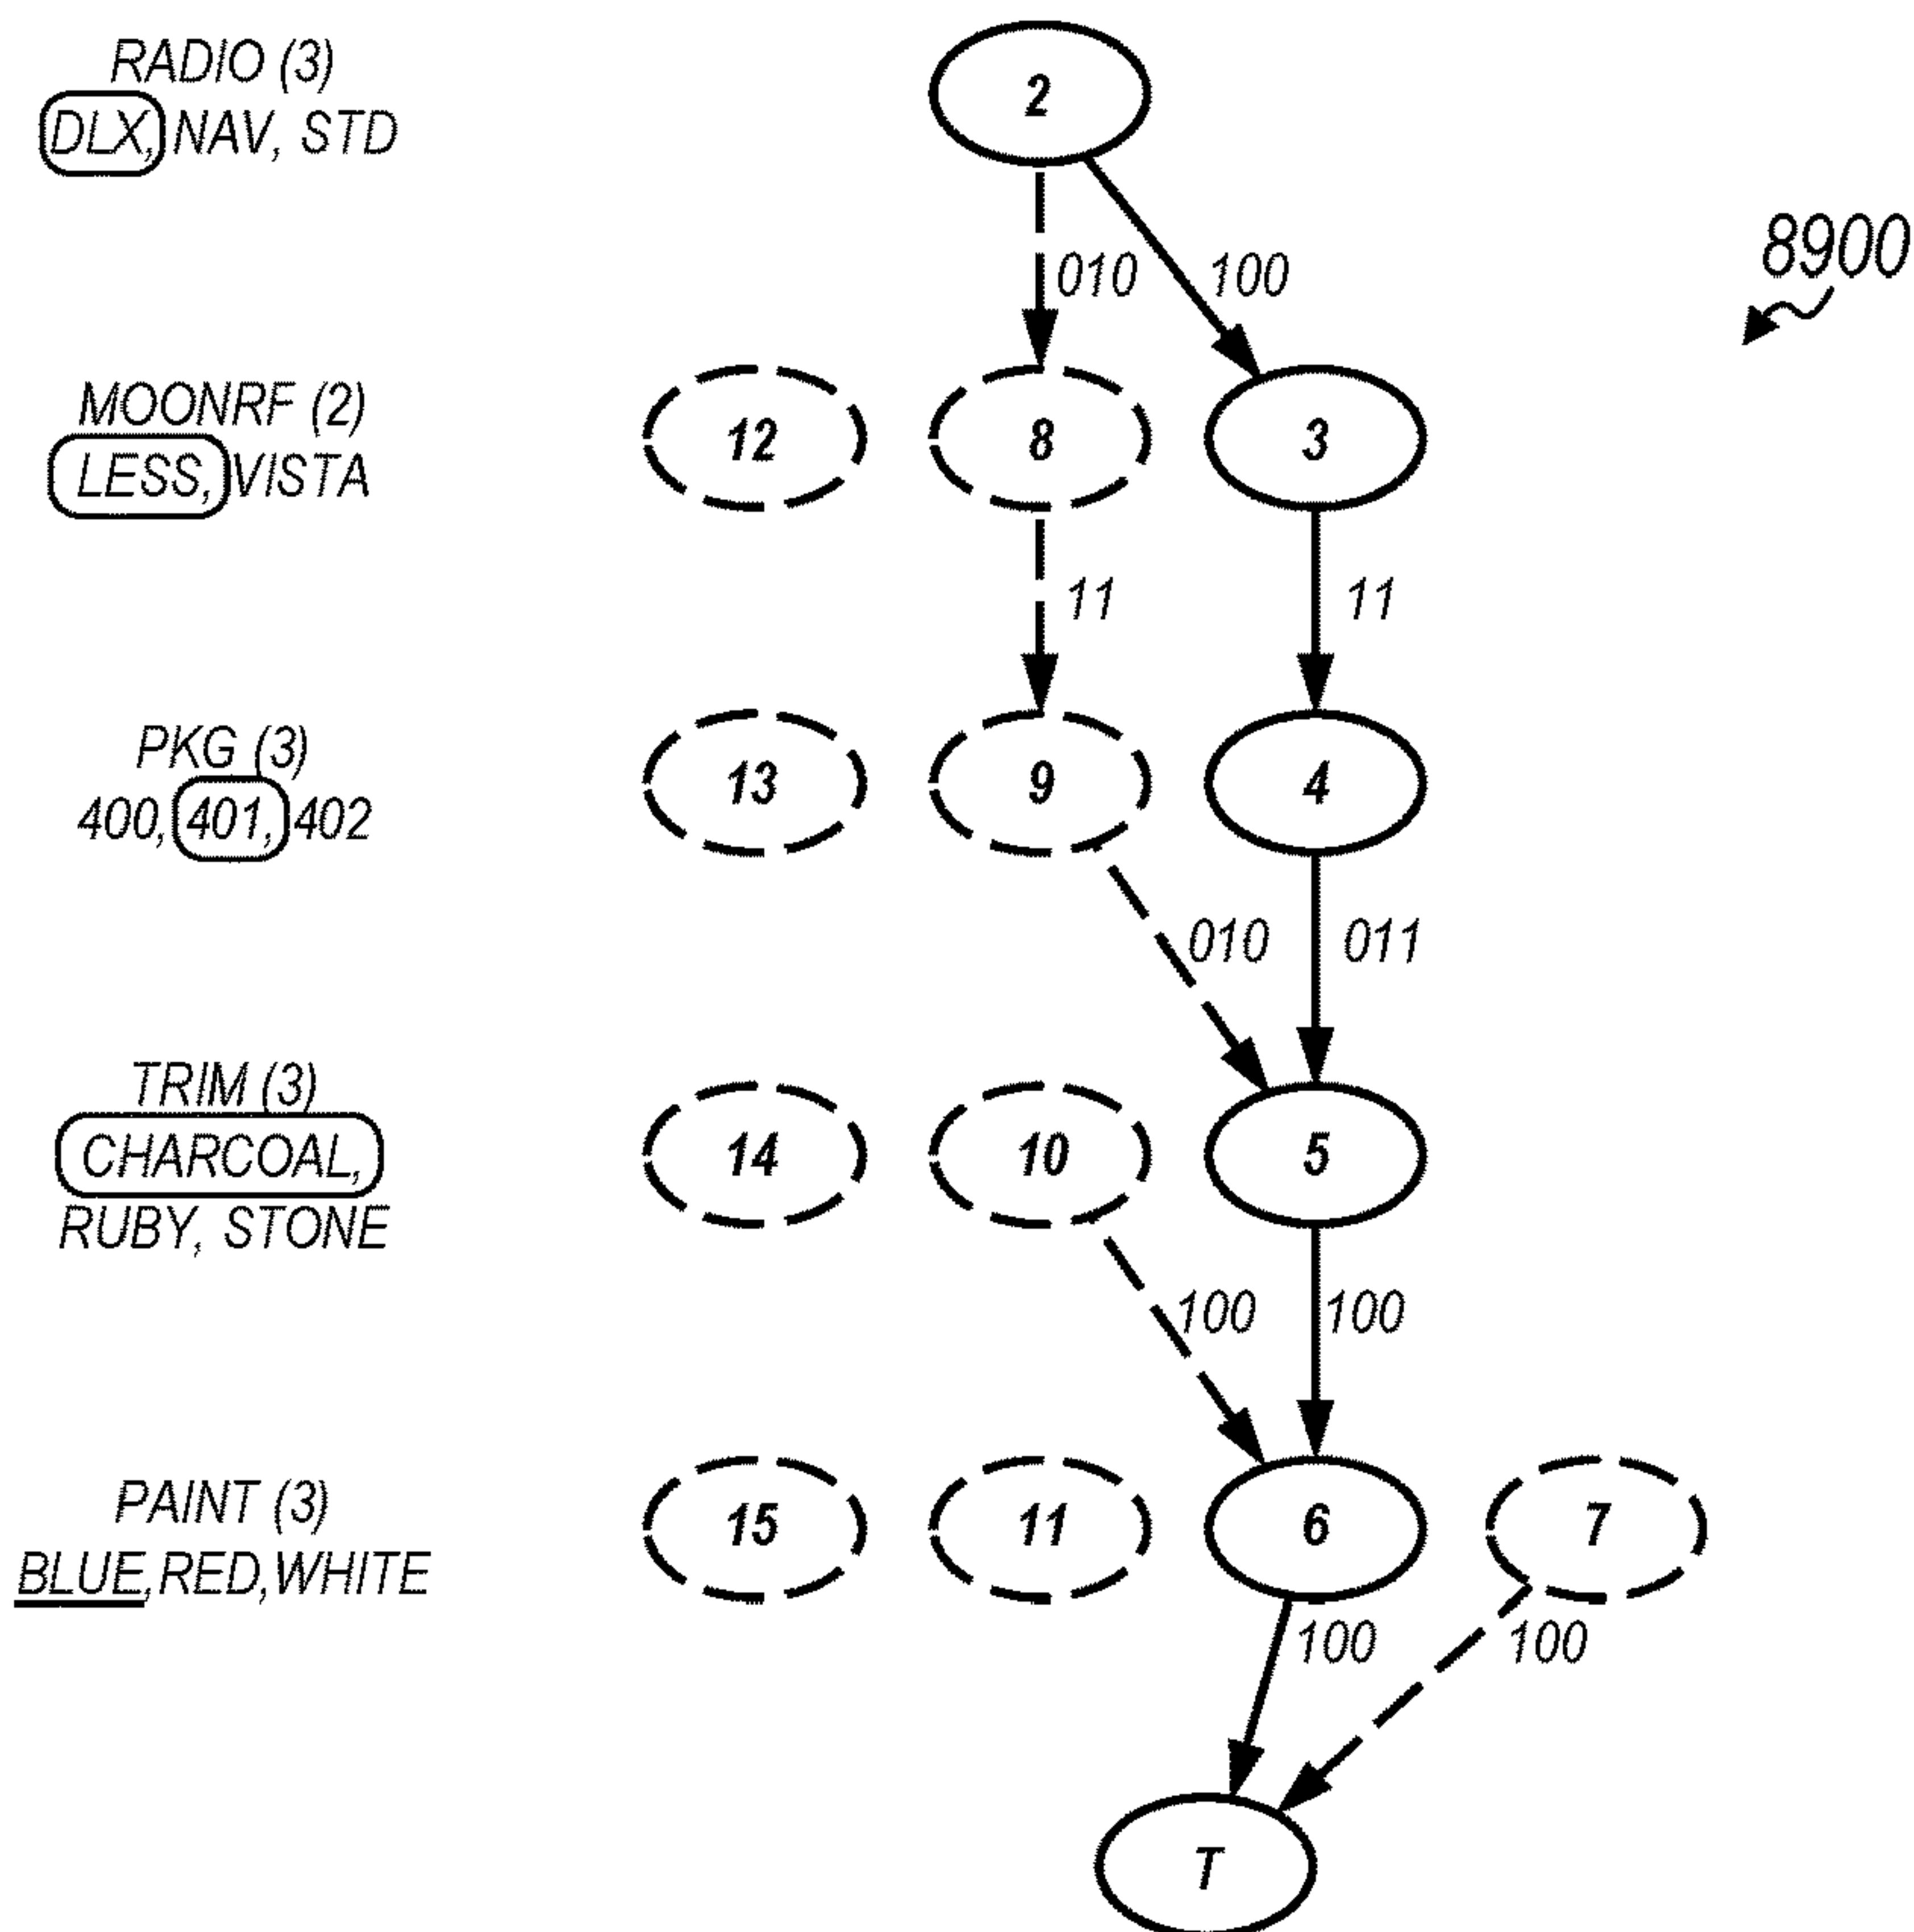 RADIO (3)
DLX, NAV, STD
2
8900
010
100
MOONRF (2)
LESS, VISTA
12
8
3
11
11
PKG (3)
400, 401, 402
13
9
4
010
011
TRIM (3)
CHARCOAL,
RUBY, STONE
14
10
5
100
100
PAINT (3)
BLUE, RED, WHITE
15
11
6
7
100
100
T